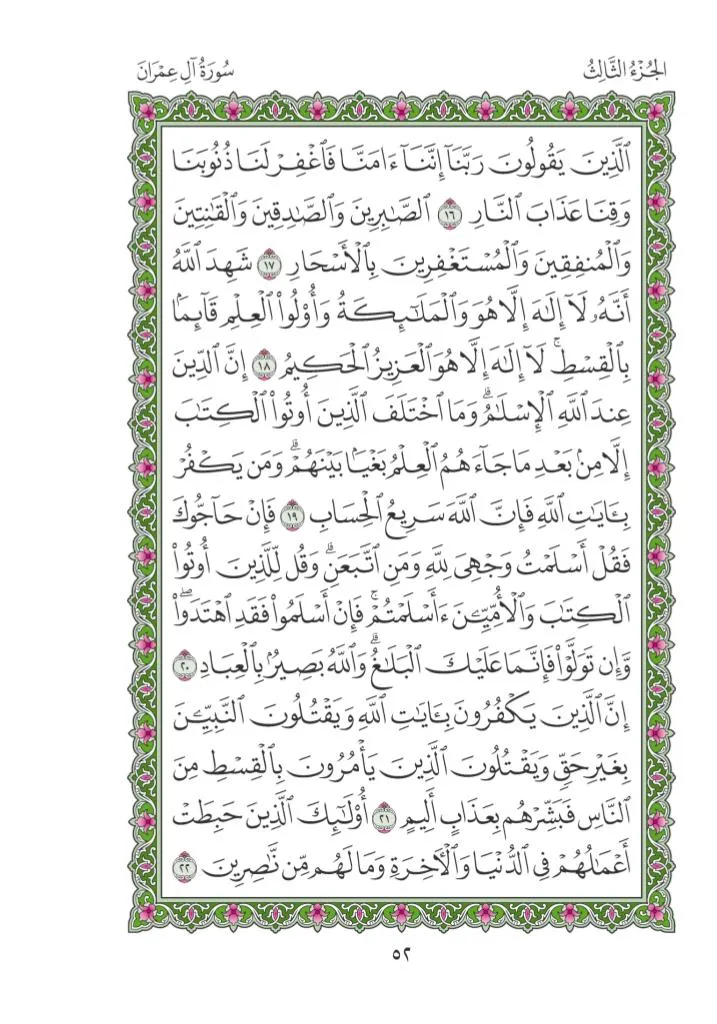 الجُزْءُ الثَّالِثُ
سُورَةُ آلِ عِمْرَانَ
ٱلَّذِينَ يَقُولُونَ رَبَّنَآ إِنَّنَآ ءَامَنَّا فَٱغْفِرْ لَنَا ذُنُوبَنَا
وَقِنَا عَذَابَ ٱلنَّارِ ١٦ ٱلصَّٰبِرِينَ وَٱلصَّٰدِقِينَ وَٱلْقَٰنِتِينَ
وَٱلْمُنفِقِينَ وَٱلْمُسْتَغْفِرِينَ بِٱلْأَسْحَارِ ١٧ شَهِدَ ٱللَّهُ
أَنَّهُۥ لَآ إِلَٰهَ إِلَّا هُوَ وَٱلْمَلَٰٓئِكَةُ وَأُو۟لُوا۟ ٱلْعِلْمِ قَآئِمًۢا
بِٱلْقِسْطِۚ لَآ إِلَٰهَ إِلَّا هُوَ ٱلْعَزِيزُ ٱلْحَكِيمُ ١٨ إِنَّ ٱلدِّينَ
عِندَ ٱللَّهِ ٱلْإِسْلَٰمُۗ وَمَا ٱخْتَلَفَ ٱلَّذِينَ أُوتُوا۟ ٱلْكِتَٰبَ
إِلَّا مِنۢ بَعْدِ مَا جَآءَهُمُ ٱلْعِلْمُ بَغْيًۢا بَيْنَهُمْۗ وَمَن يَكْفُرْ
بِـَٔايَٰتِ ٱللَّهِ فَإِنَّ ٱللَّهَ سَرِيعُ ٱلْحِسَابِ ١٩ فَإِنْ حَآجُّوكَ
فَقُلْ أَسْلَمْتُ وَجْهِىَ لِلَّهِ وَمَنِ ٱتَّبَعَنِۗ وَقُل لِّلَّذِينَ أُوتُوا۟
ٱلْكِتَٰبَ وَٱلْأُمِّيِّـۧنَ ءَأَسْلَمْتُمْۚ فَإِنْ أَسْلَمُوا۟ فَقَدِ ٱهْتَدَوا۟ۖ
وَّإِن تَوَلَّوْا۟ فَإِنَّمَا عَلَيْكَ ٱلْبَلَٰغُۗ وَٱللَّهُ بَصِيرٌۢ بِٱلْعِبَادِ ٢٠
إِنَّ ٱلَّذِينَ يَكْفُرُونَ بِـَٔايَٰتِ ٱللَّهِ وَيَقْتُلُونَ ٱلنَّبِيِّـۧنَ
بِغَيْرِ حَقٍّ وَيَقْتُلُونَ ٱلَّذِينَ يَأْمُرُونَ بِٱلْقِسْطِ مِنَ
ٱلنَّاسِ فَبَشِّرْهُم بِعَذَابٍ أَلِيمٍ ٢١ أُو۟لَٰٓئِكَ ٱلَّذِينَ حَبِطَتْ
أَعْمَٰلُهُمْ فِى ٱلدُّنْيَا وَٱلْءَاخِرَةِ وَمَا لَهُم مِّن نَّٰصِرِينَ ٢٢
٥٢